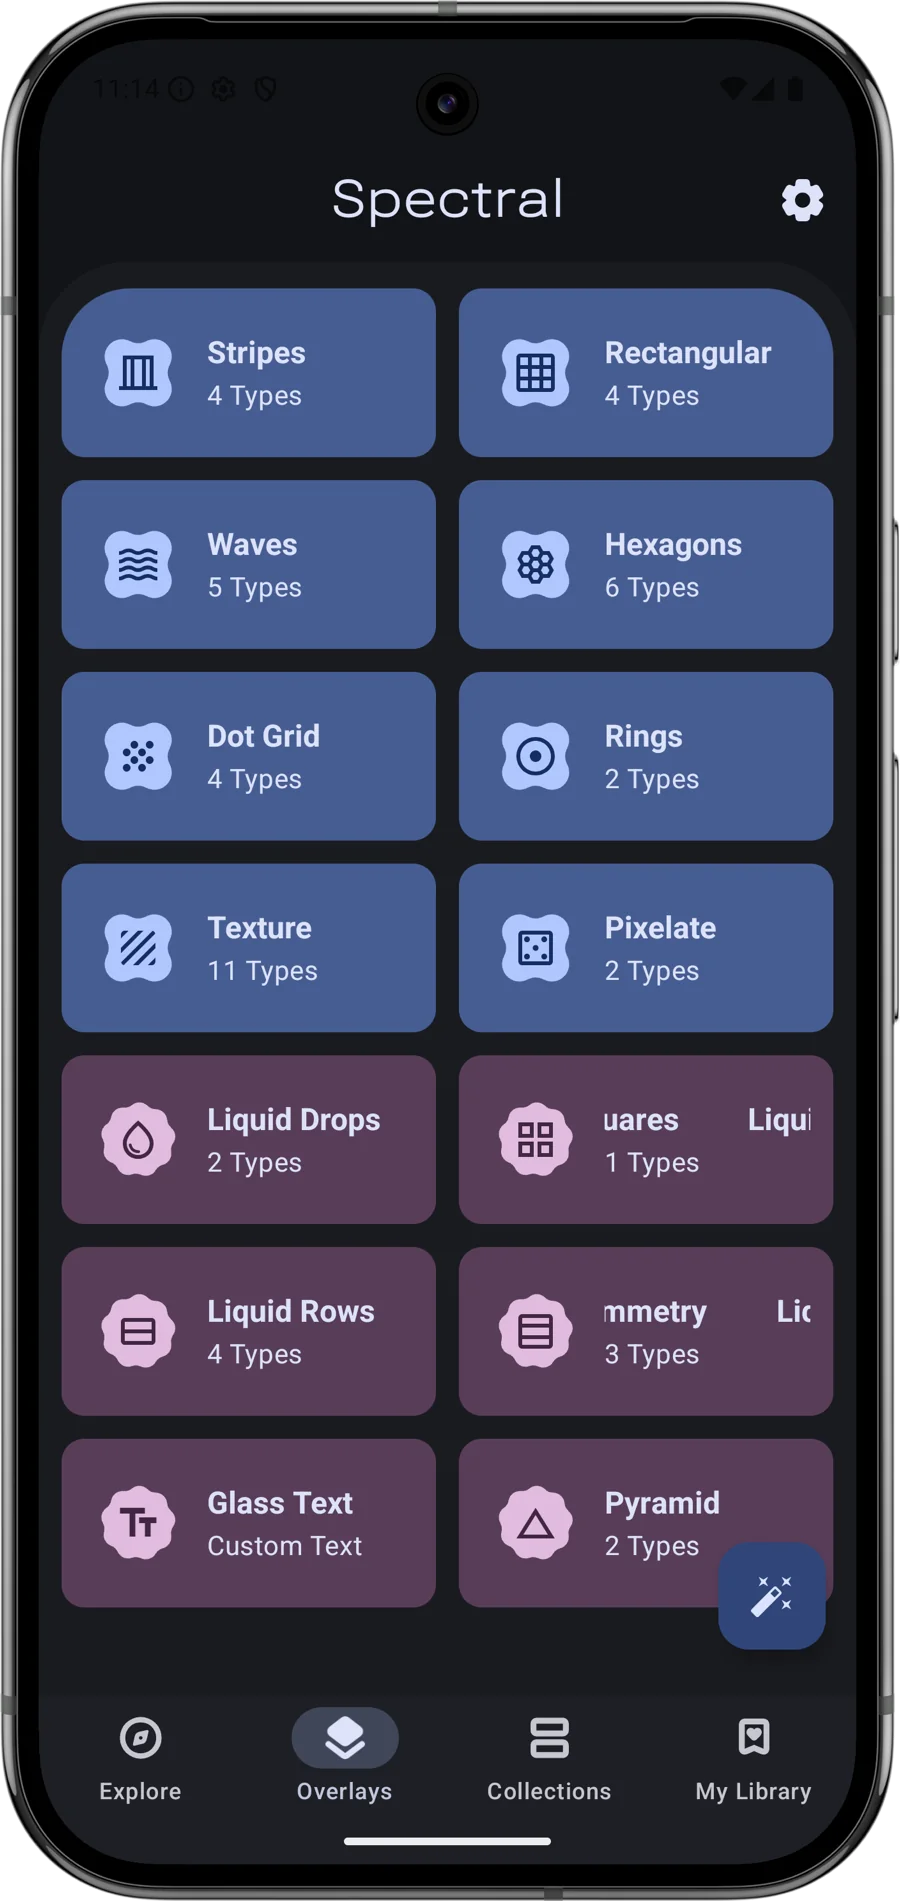 11:14
Spectral
Stripes
4 Types
Rectangular
4 Types
Waves
5 Types
Hexagons
6 Types
Dot Grid
4 Types
Rings
2 Types
Texture
11 Types
Pixelate
2 Types
Liquid Drops
2 Types
uares Liqui
1 Types
Liquid Rows
4 Types
mmetry Lic
3 Types
Glass Text
Custom Text
Pyramid
2 Types
Explore
Overlays
Collections
My Library